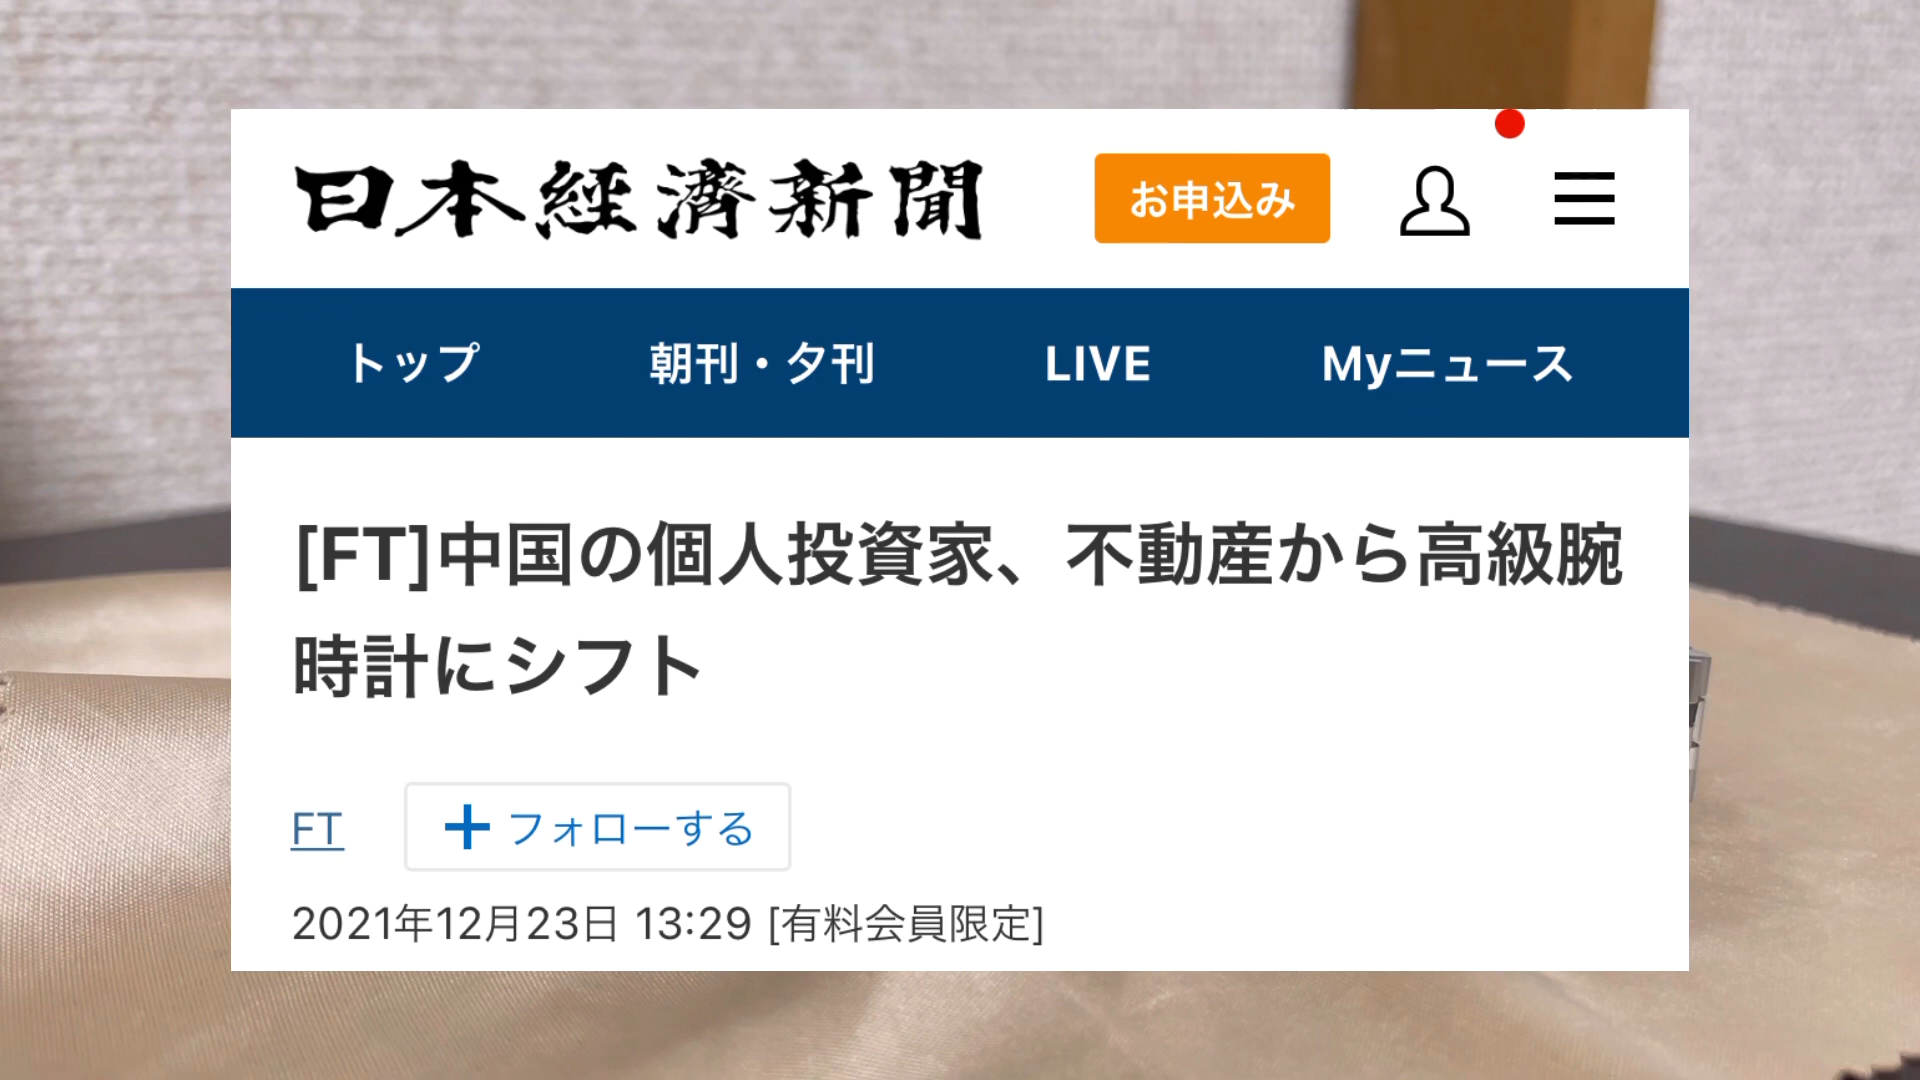 日本経済新聞
お申込み
トップ 朝刊・夕刊 LIVE Myニュース
[FT]中国の個人投資家、不動産から高級腕
時計にシフト
FT + フォローする
2021年12月23日 13:29 [有料会員限定]